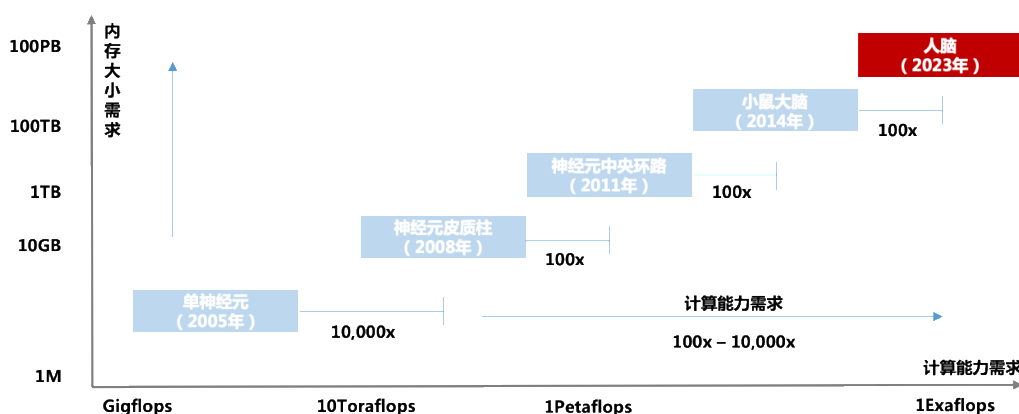 100PB
内存大小需求
人脑
（2023年）
小鼠大脑
（2014年）
100TB
100x
神经元中央环路
（2011年）
1TB
100x
神经元皮质柱
（2008年）
10GB
100x
单神经元
（2005年）
计算能力需求
10,000x
100x – 10,000x
计算能力需求
1M
Gigflops
10Toraflops
1Petaflops
1Exaflops